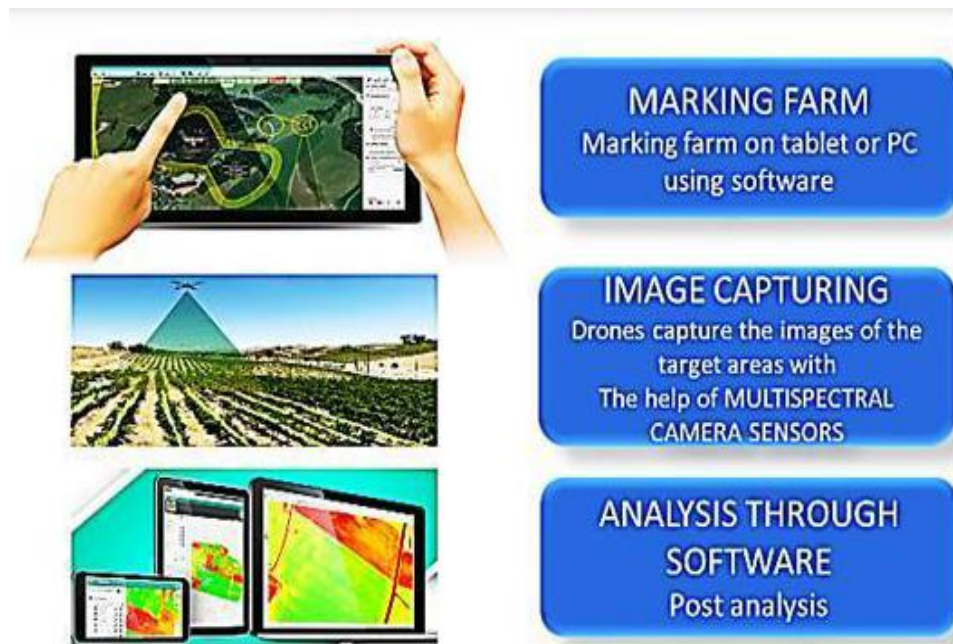 MARKING FARM
Marking farm on tablet or PC
using software
IMAGE CAPTURING
Drones capture the images of the
target areas with
The help of MULTISPECTRAL
CAMERA SENSORS
ANALYSIS THROUGH
SOFTWARE
Post analysis